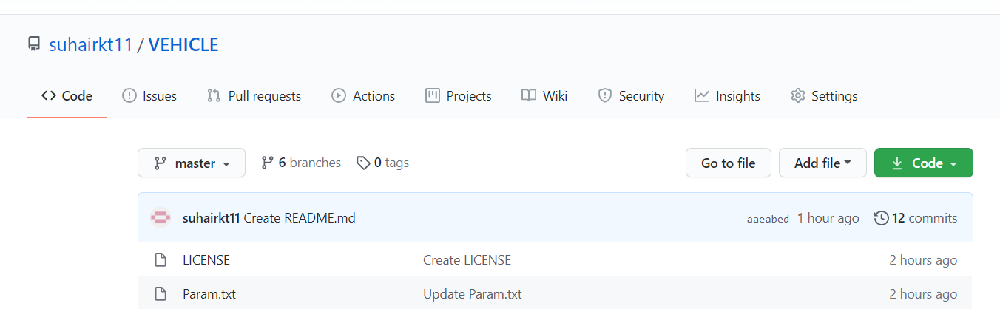 suhairkt11 / VEHICLE
Code Issues Pull requests Actions Projects Wiki Security Insights Settings
master 6 branches 0 tags Go to file Add file Code
suhairkt11 Create README.md aaeabed 1 hour ago 12 commits
LICENSE Create LICENSE 2 hours ago
Param.txt Update Param.txt 2 hours ago